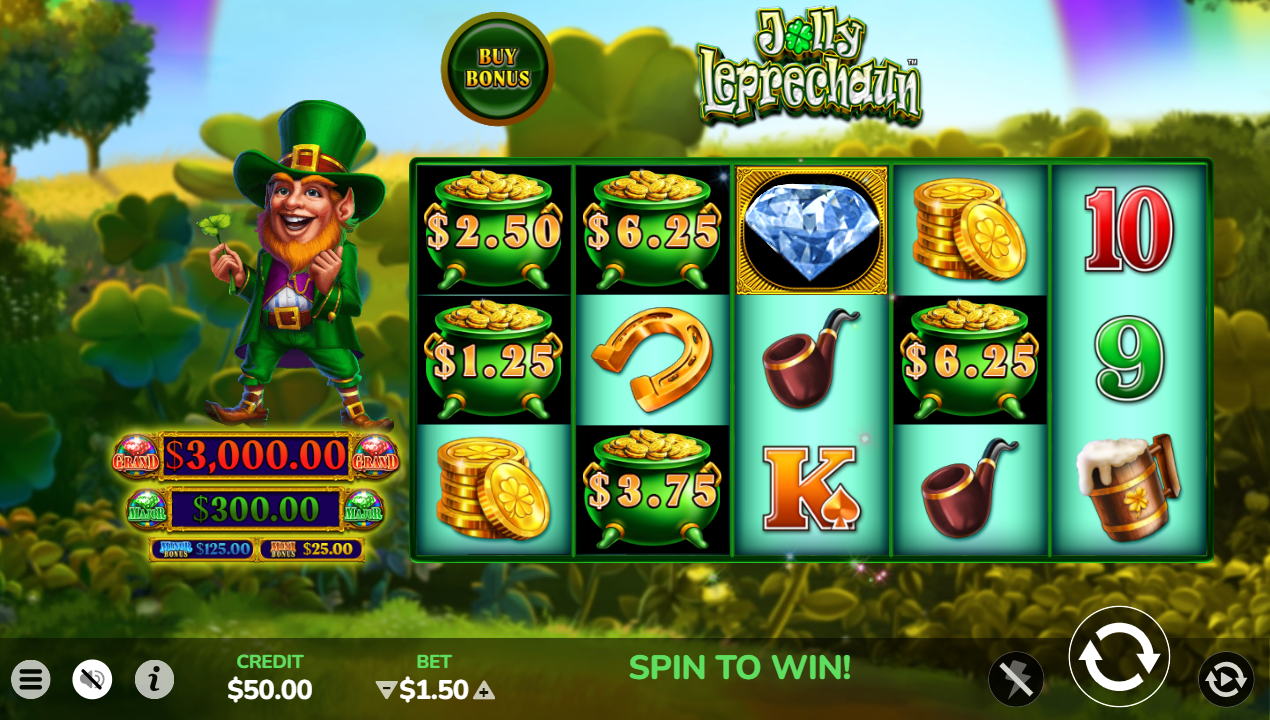 BUY
BONUS
Jolly
Leprechaun™
$2.50
$6.25
10
$1.25
$6.25
9
$3.75
K
GRAND $3,000.00 GRAND
MAJOR $300.00 MAJOR
MINOR BONUS $125.00 MINI BONUS $25.00
CREDIT
$50.00
BET
$1.50
SPIN TO WIN!